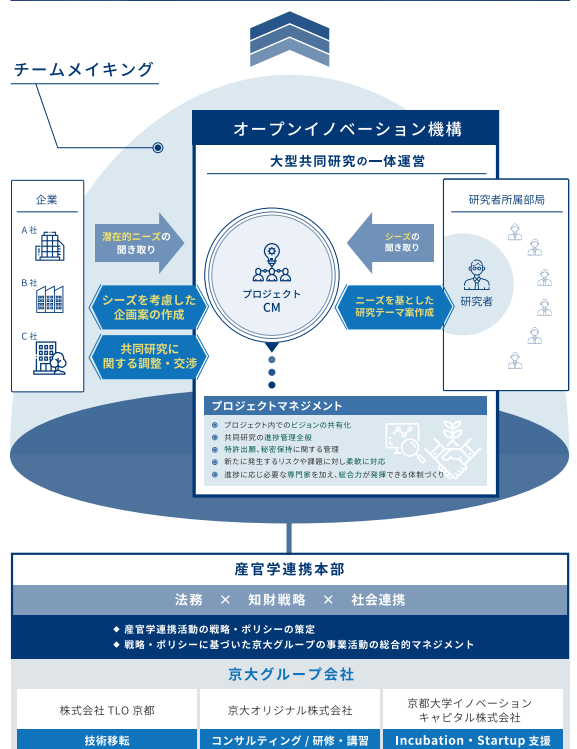 チームメイキング
オープンイノベーション機構
大型共同研究の一体運営
企業
A 社
B 社
C 社
潜在的ニーズの
聞き取り
シーズを考慮した
企画案の作成
共同研究に
関する調整・交渉
プロジェクト
CM
シーズの
聞き取り
ニーズを基とした
研究テーマ案作成
研究者所属部局
研究者
プロジェクトマネジメント
プロジェクト内でのビジョンの共有化
共同研究の進捗管理全般
特許出願、秘密保持に関する管理
新たに発生するリスクや課題に対し柔軟に対応
進捗に応じ必要な専門家を加え、総合力が発揮できる体制づくり
産官学連携本部
法務 × 知財戦略 × 社会連携
◆ 産官学連携活動の戦略・ポリシーの策定
◆ 戦略・ポリシーに基づいた京大グループの事業活動の総合的マネジメント
京大グループ会社
株式会社 TLO 京都
技術移転
京大オリジナル株式会社
コンサルティング / 研修・講習
京都大学イノベーション
キャピタル株式会社
Incubation・Startup 支援